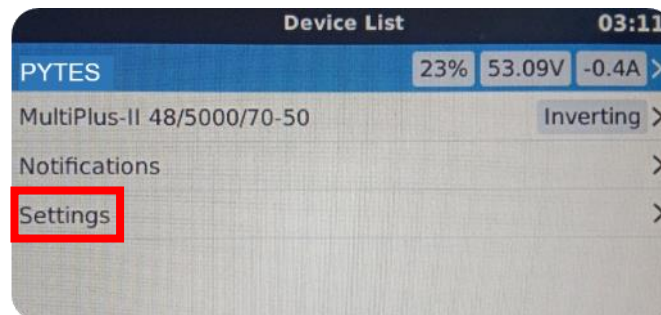 Device List 03:11
PYTES 23% 53.09V -0.4A
MultiPlus-II 48/5000/70-50 Inverting
Notifications
Settings